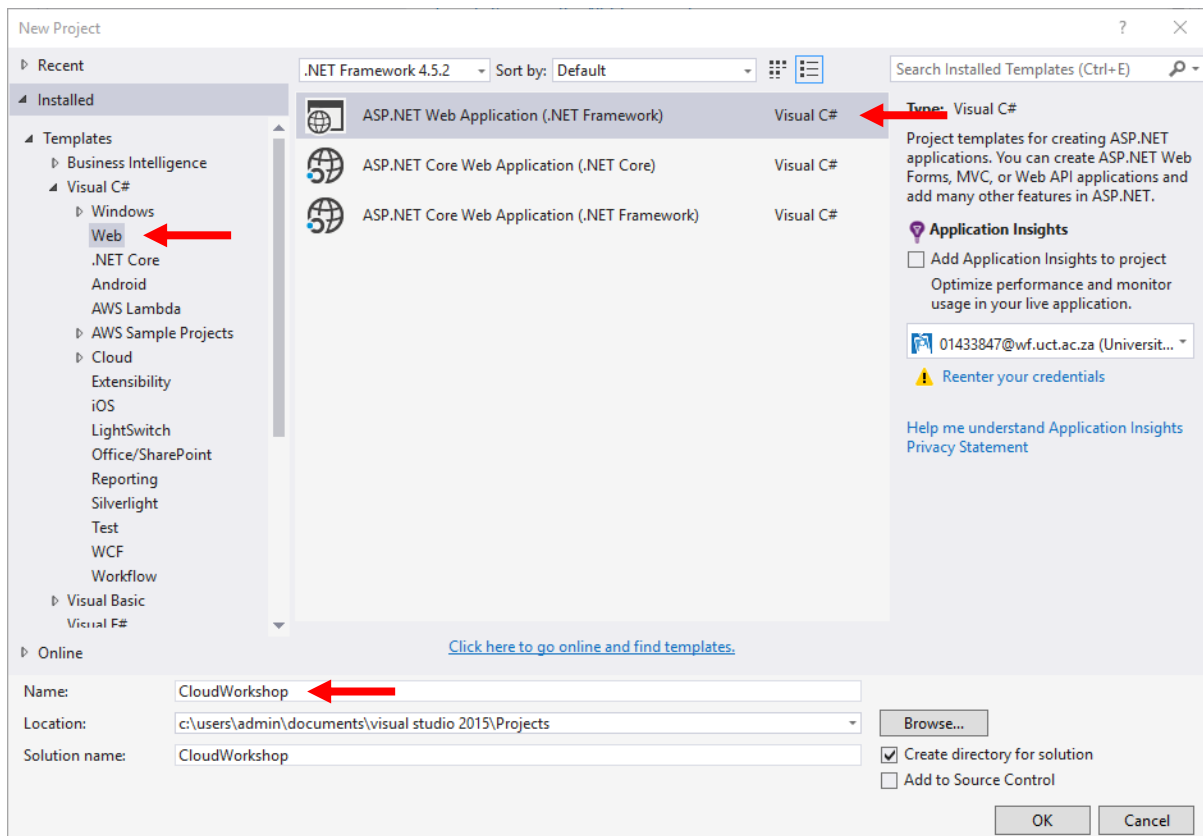 New Project
?
Recent
Installed
Templates
Business Intelligence
Visual C#
Windows
Web
.NET Core
Android
AWS Lambda
AWS Sample Projects
Cloud
Extensibility
iOS
LightSwitch
Office/SharePoint
Reporting
Silverlight
Test
WCF
Workflow
Visual Basic
Visual F#
Online
.NET Framework 4.5.2 Sort by: Default
ASP.NET Web Application (.NET Framework) Visual C#
ASP.NET Core Web Application (.NET Core) Visual C#
ASP.NET Core Web Application (.NET Framework) Visual C#
Click here to go online and find templates.
Search Installed Templates (Ctrl+E)
Type: Visual C#
Project templates for creating ASP.NET
applications. You can create ASP.NET Web
Forms, MVC, or Web API applications and
add many other features in ASP.NET.
Application Insights
Add Application Insights to project
Optimize performance and monitor
usage in your live application.
01433847@wf.uct.ac.za (Universit...
Reenter your credentials
Help me understand Application Insights
Privacy Statement
Name: CloudWorkshop
Location: c:\users\admin\documents\visual studio 2015\Projects Browse...
Solution name: CloudWorkshop
Create directory for solution
Add to Source Control
OK Cancel